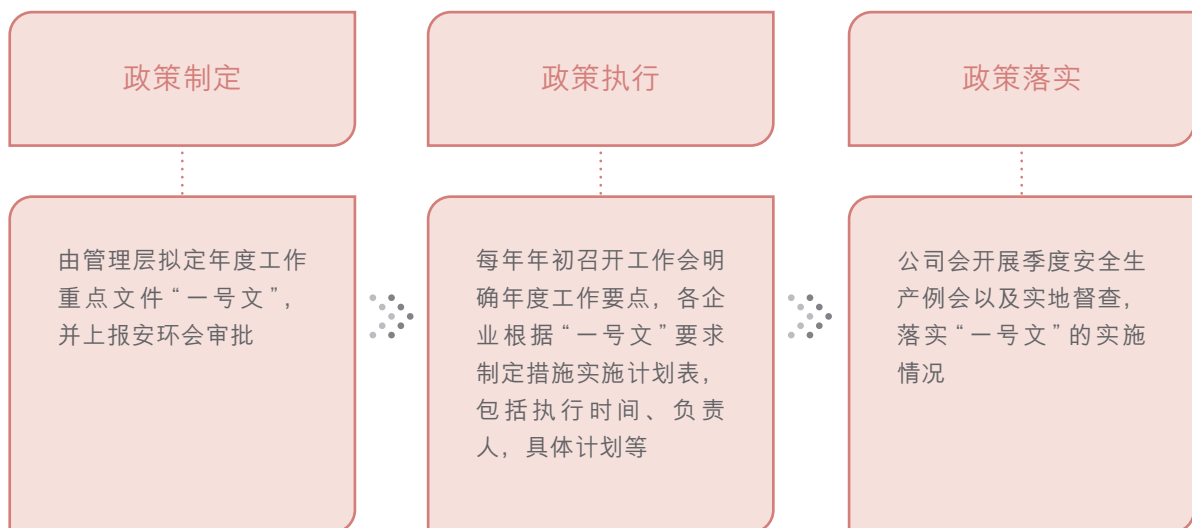 政策制定
由管理层拟定年度工作
重点文件“一号文”，
并上报安环会审批
政策执行
每年年初召开工作会明
确年度工作要点，各企
业根据“一号文”要求
制定措施实施计划表，
包括执行时间、负责
人，具体计划等
政策落实
公司会开展季度安全生
产例会以及实地督查，
落实“一号文”的实施
情况